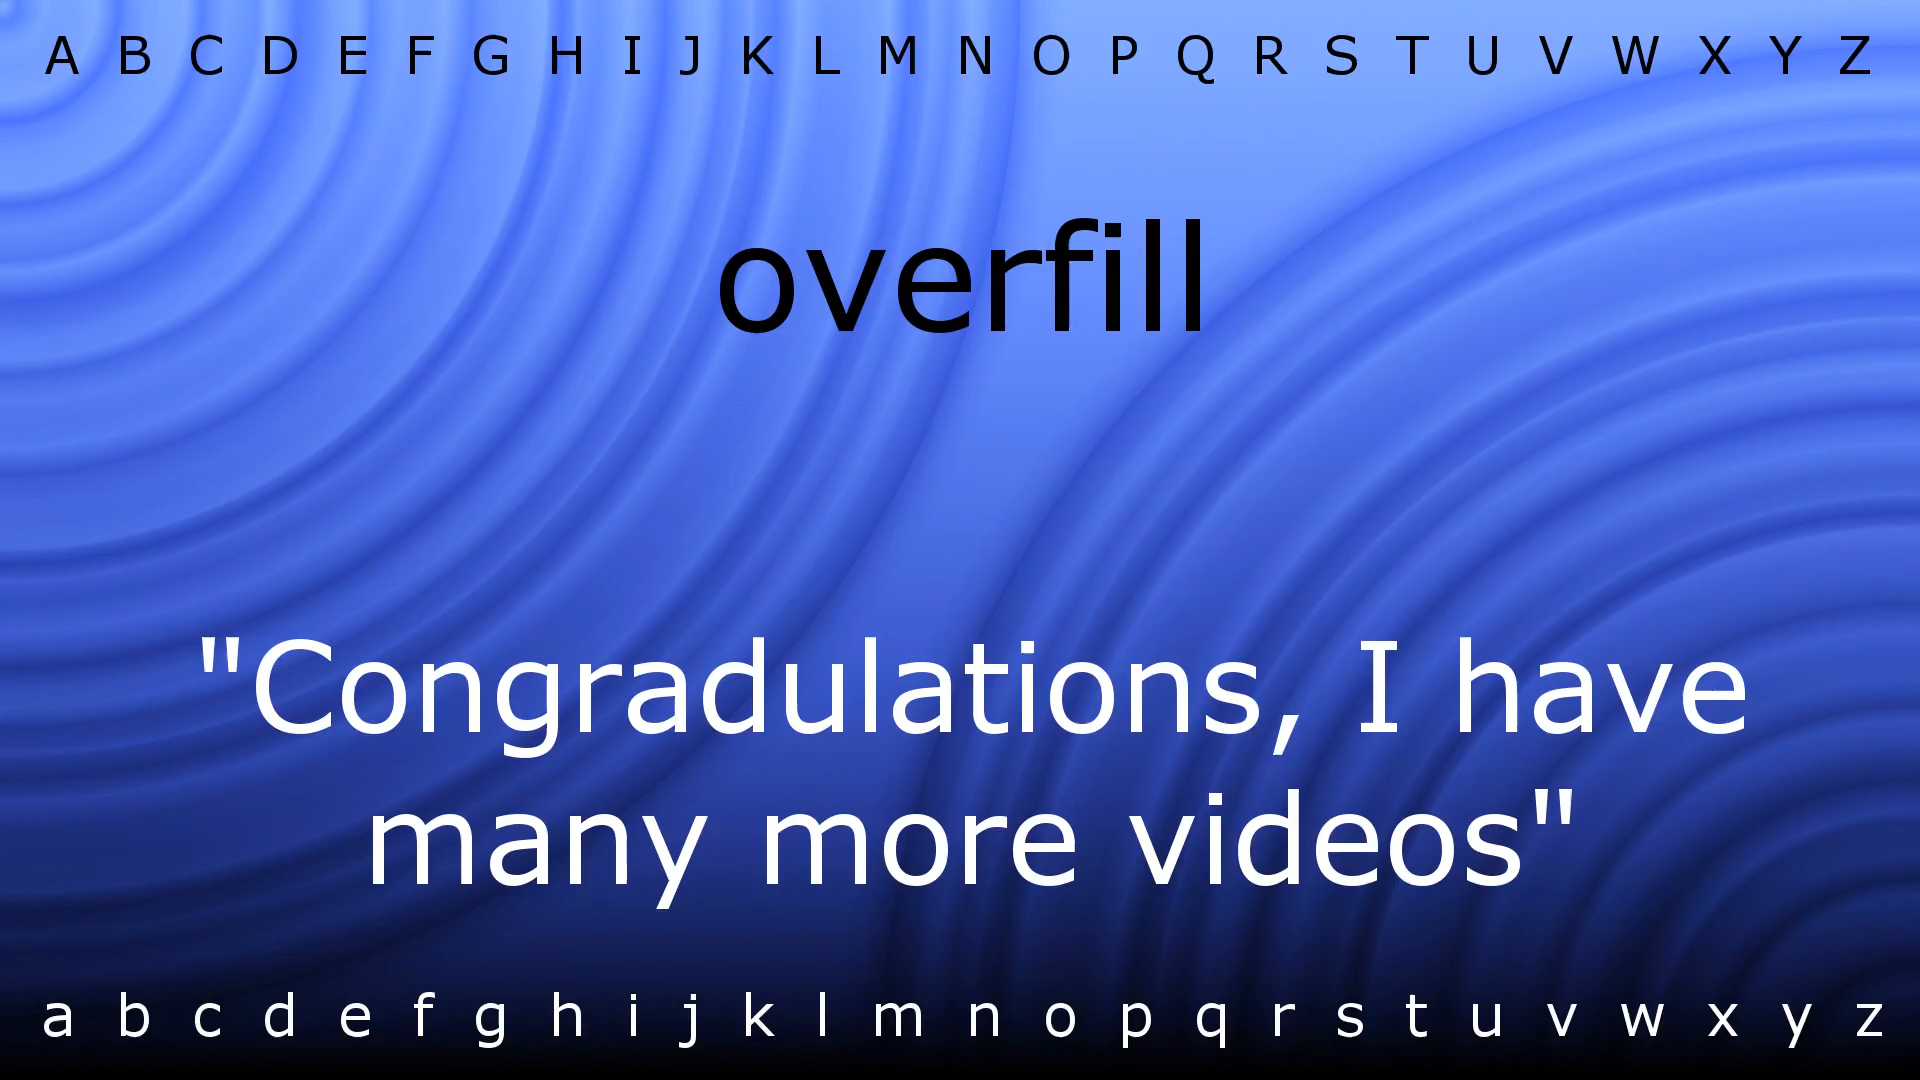 A B C D E F G H I J K L M N O P Q R S T U V W X Y Z
overfill
"Congradulations, I have
many more videos"
a b c d e f g h i j k l m n o p q r s t u v w x y z